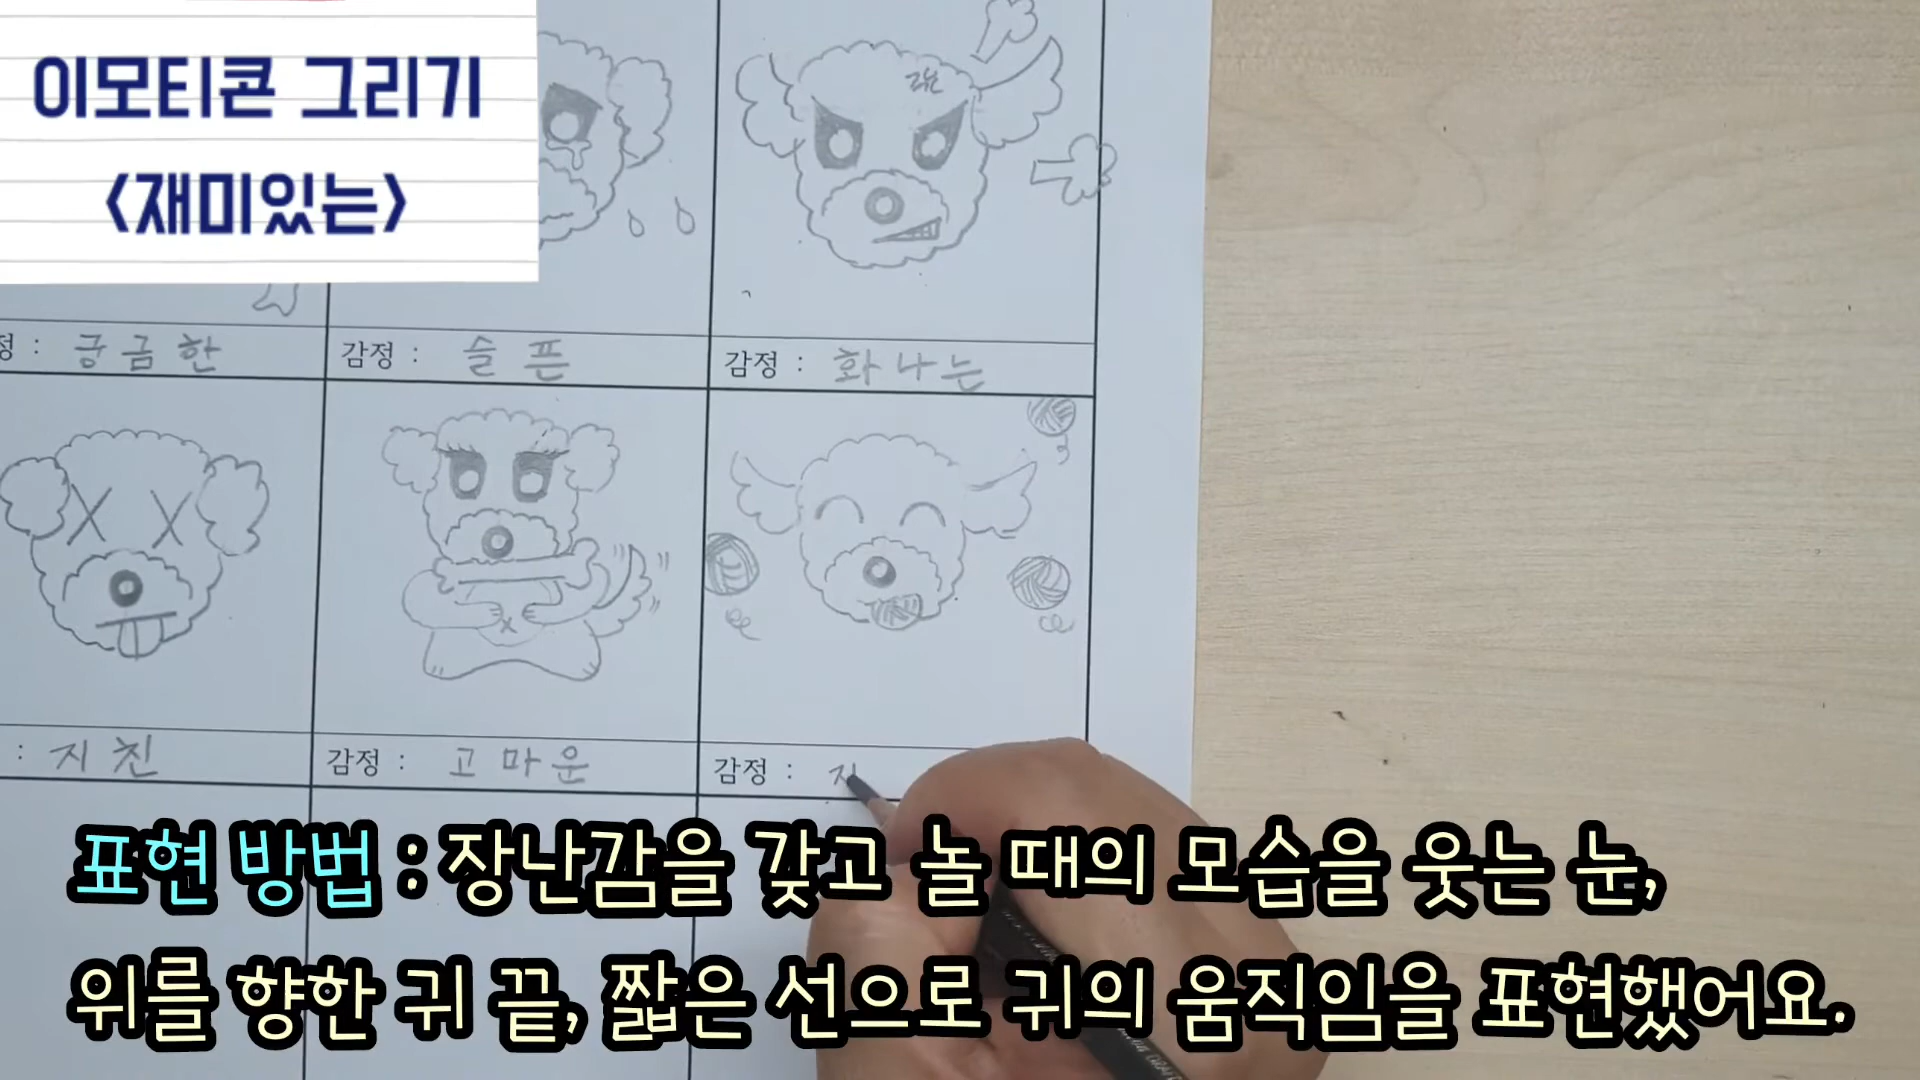 이모티콘 그리기
<재미있는>
정 : 궁금한
감정 : 슬픈
감정 : 화나는
: 지친
감정 : 고마운
감정 :
표현 방법 : 장난감을 갖고 놀 때의 모습을 웃는 눈,
위를 향한 귀 끝, 짧은 선으로 귀의 움직임을 표현했어요.